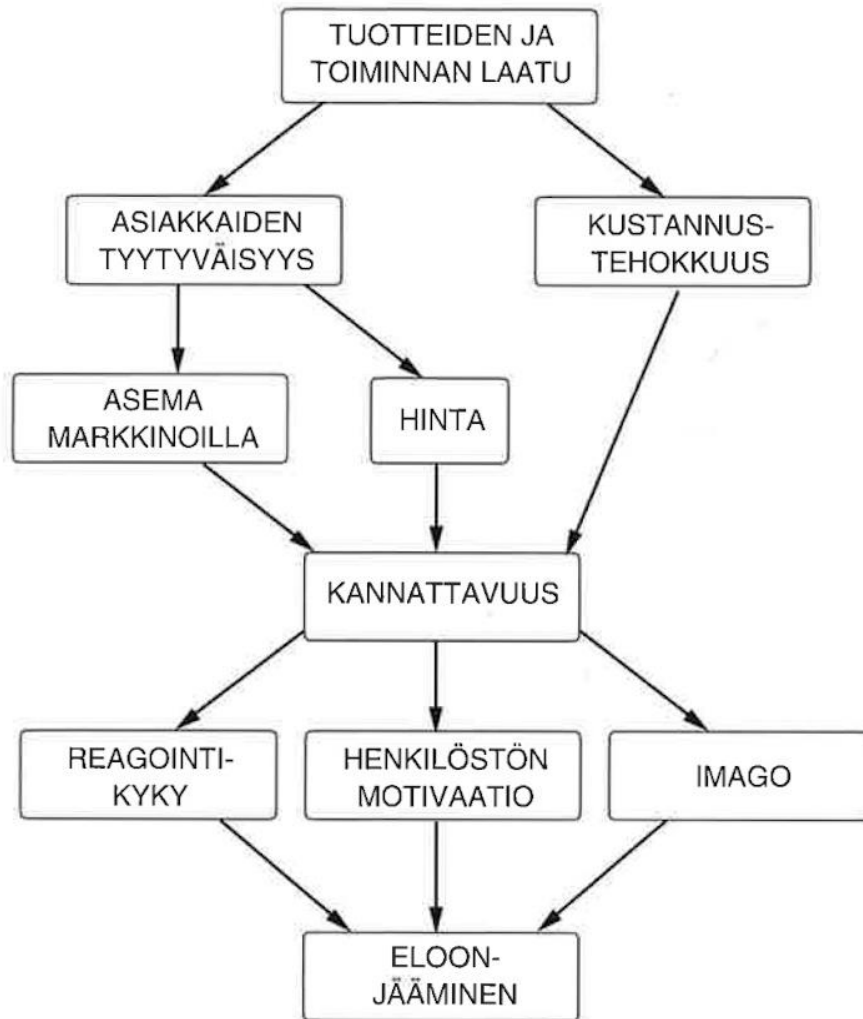 TUOTTEIDEN JA
TOIMINNAN LAATU
ASIAKKAIDEN
TYYTYVÄISYYS
KUSTANNUS-
TEHOKKUUS
ASEMA
MARKKINOILLA
HINTA
KANNATTAVUUS
REAGOINTI-
KYKY
HENKILÖSTÖN
MOTIVAATIO
IMAGO
ELOON-
JÄÄMINEN